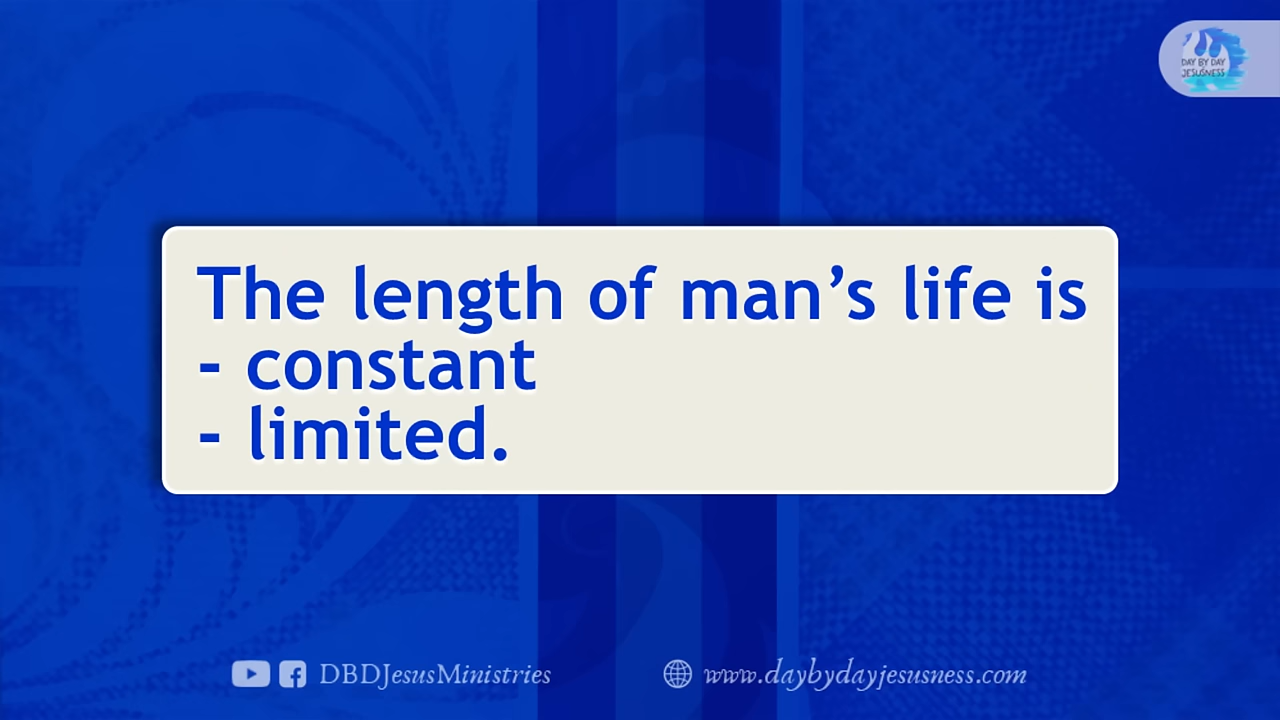 DAY BY DAY
JESUSNESS
The length of man’s life is
- constant
- limited.
DBDJesusMinistries
www.daybydayjesusness.com